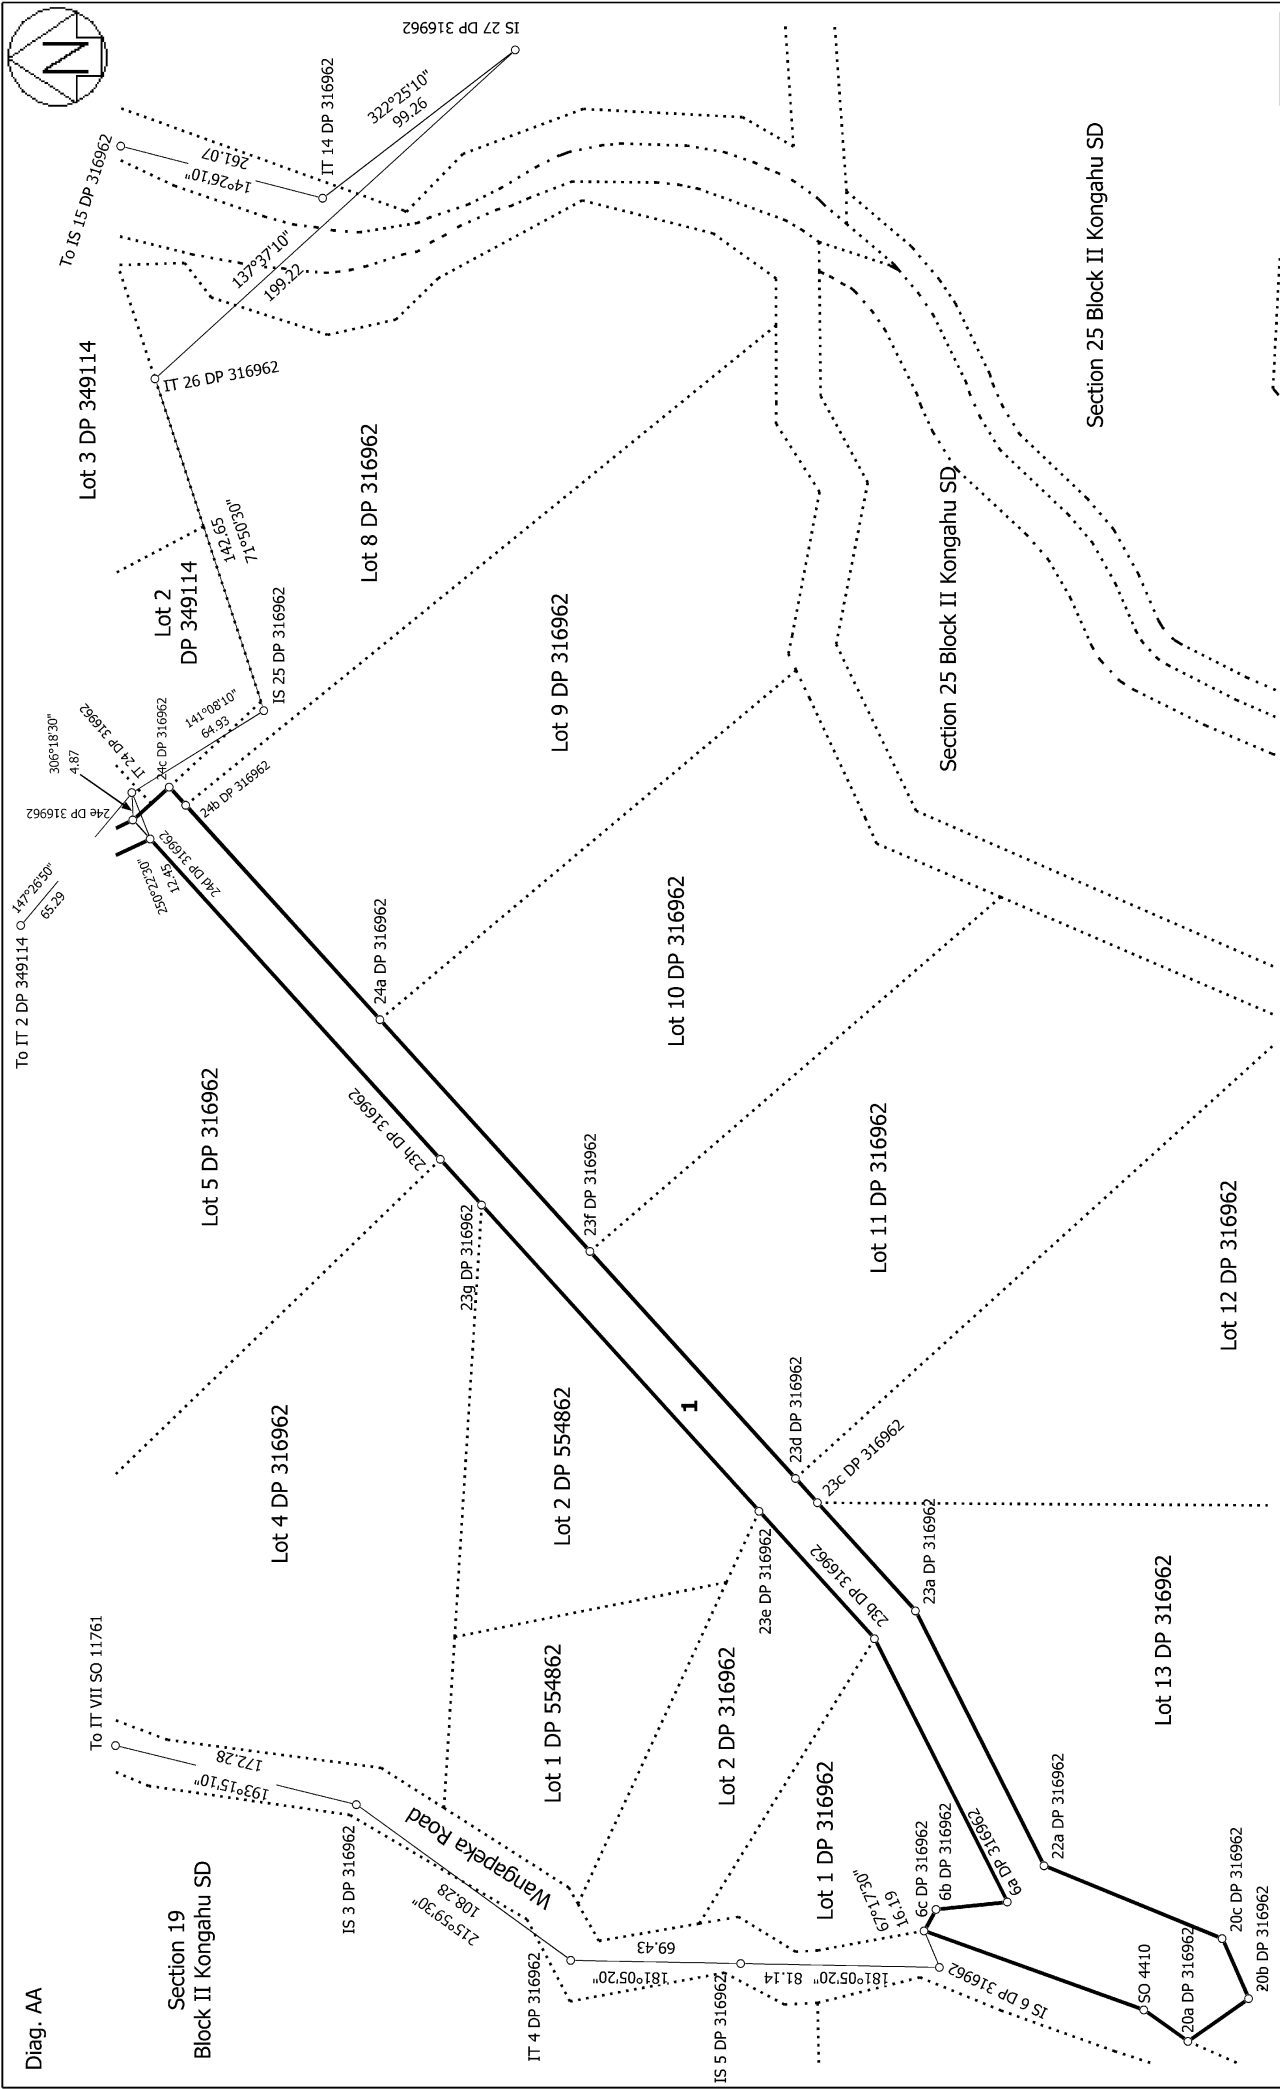 Diag. AA
N
Section 19
Block II Kongahu SD
To IT VII SO 11761
193°15'10"
172.28
IS 3 DP 316962
215°59'30"
108.28
Wangapeka Road
IT 4 DP 316962
181°05'20"
69.43
IS 5 DP 316962
181°05'20"
81.14
IS 6 DP 316962
67°17'30"
16.19
6c DP 316962
6b DP 316962
6a DP 316962
SO 4410
20a DP 316962
20b DP 316962
20c DP 316962
22a DP 316962
Lot 1 DP 316962
Lot 2 DP 316962
Lot 1 DP 554862
Lot 2 DP 554862
Lot 4 DP 316962
Lot 5 DP 316962
Lot 13 DP 316962
23a DP 316962
23b DP 316962
23c DP 316962
23d DP 316962
23e DP 316962
1
23f DP 316962
23g DP 316962
23h DP 316962
24a DP 316962
Lot 12 DP 316962
Lot 11 DP 316962
Lot 10 DP 316962
Lot 9 DP 316962
Lot 8 DP 316962
To IT 2 DP 349114
147°26'50"
65.29
250°22'30"
12.45
24d DP 316962
24e DP 316962
306°18'30"
4.87
IT 24 DP 316962
24c DP 316962
24b DP 316962
141°08'10"
64.93
IS 25 DP 316962
Lot 2
DP 349114
142.65
71°50'30"
Lot 3 DP 349114
IT 26 DP 316962
137°37'10"
199.22
To IS 15 DP 316962
14°26'10"
261.07
IT 14 DP 316962
322°25'10"
99.26
IS 27 DP 316962
Section 25 Block II Kongahu SD
Section 25 Block II Kongahu SD